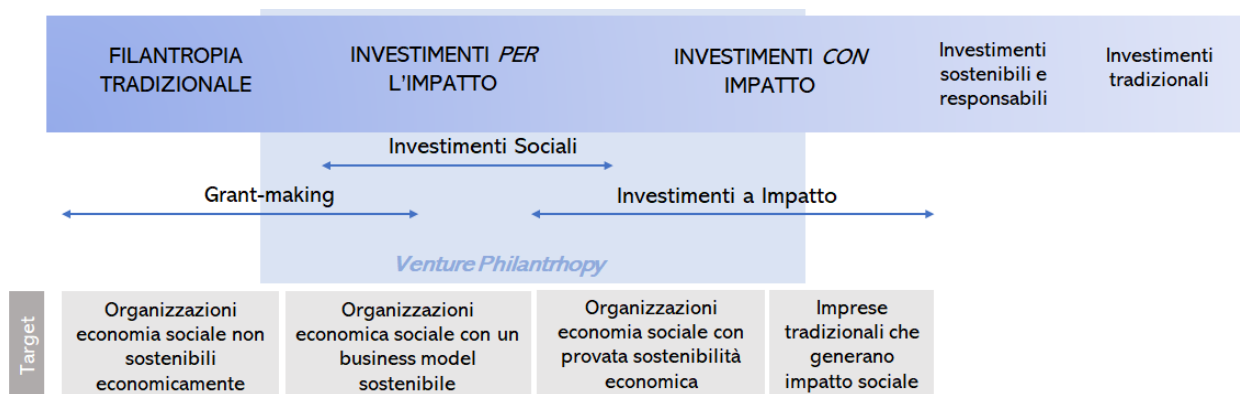 FILANTROPIA
TRADIZIONALE
INVESTIMENTI PER
L'IMPATTO
INVESTIMENTI CON
IMPATTO
Investimenti
sostenibili e
responsabili
Investimenti
tradizionali
Investimenti Sociali
Grant-making
Investimenti a Impatto
Venture Philantrhopy
Target
Organizzazioni
economia sociale non
sostenibili
economicamente
Organizzazioni
economica sociale con un
business model
sostenibile
Organizzazioni
economia sociale con
provata sostenibilità
economica
Imprese
tradizionali che
generano
impatto sociale